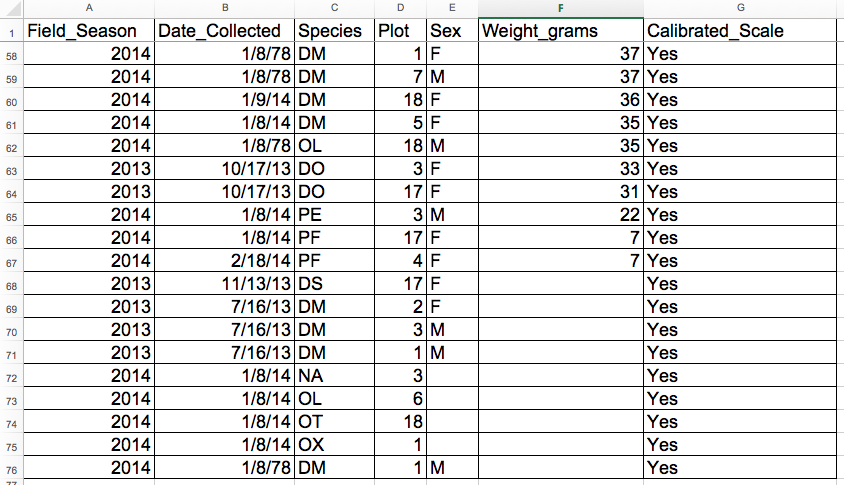 A B C D E F G
1 Field_Season Date_Collected Species Plot Sex Weight_grams Calibrated_Scale
58 2014 1/8/78 DM 1 F 37 Yes
59 2014 1/8/78 DM 7 M 37 Yes
60 2014 1/9/14 DM 18 F 36 Yes
61 2014 1/8/14 DM 5 F 35 Yes
62 2014 1/8/78 OL 18 M 35 Yes
63 2013 10/17/13 DO 3 F 33 Yes
64 2013 10/17/13 DO 17 F 31 Yes
65 2014 1/8/14 PE 3 M 22 Yes
66 2014 1/8/14 PF 17 F 7 Yes
67 2014 2/18/14 PF 4 F 7 Yes
68 2013 11/13/13 DS 17 F Yes
69 2013 7/16/13 DM 2 F Yes
70 2013 7/16/13 DM 3 M Yes
71 2013 7/16/13 DM 1 M Yes
72 2014 1/8/14 NA 3 Yes
73 2014 1/8/14 OL 6 Yes
74 2014 1/8/14 OT 18 Yes
75 2014 1/8/14 OX 1 Yes
76 2014 1/8/78 DM 1 M Yes